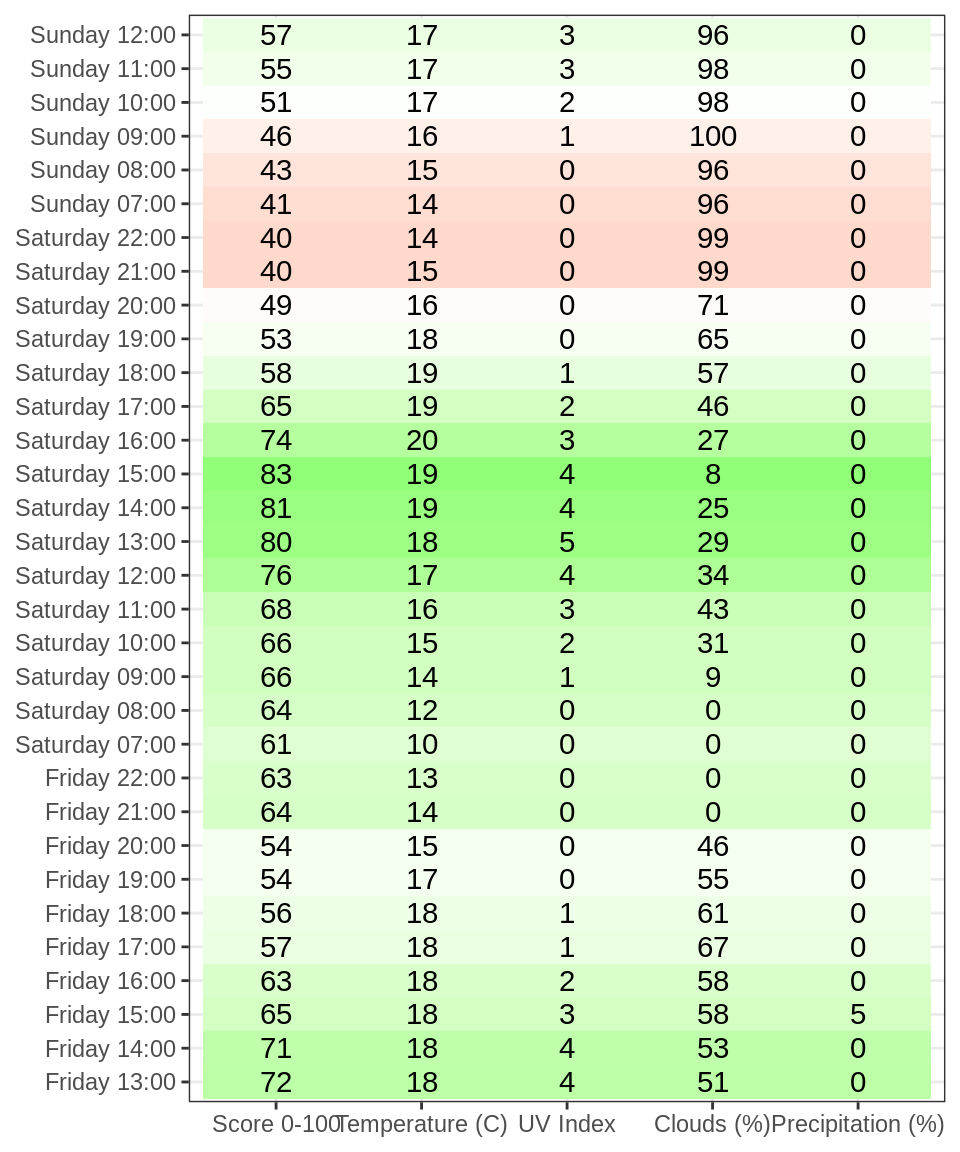 Sunday 12:00 57 17 3 96 0
Sunday 11:00 55 17 3 98 0
Sunday 10:00 51 17 2 98 0
Sunday 09:00 46 16 1 100 0
Sunday 08:00 43 15 0 96 0
Sunday 07:00 41 14 0 96 0
Saturday 22:00 40 14 0 99 0
Saturday 21:00 40 15 0 99 0
Saturday 20:00 49 16 0 71 0
Saturday 19:00 53 18 0 65 0
Saturday 18:00 58 19 1 57 0
Saturday 17:00 65 19 2 46 0
Saturday 16:00 74 20 3 27 0
Saturday 15:00 83 19 4 8 0
Saturday 14:00 81 19 4 25 0
Saturday 13:00 80 18 5 29 0
Saturday 12:00 76 17 4 34 0
Saturday 11:00 68 16 3 43 0
Saturday 10:00 66 15 2 31 0
Saturday 09:00 66 14 1 9 0
Saturday 08:00 64 12 0 0 0
Saturday 07:00 61 10 0 0 0
Friday 22:00 63 13 0 0 0
Friday 21:00 64 14 0 0 0
Friday 20:00 54 15 0 46 0
Friday 19:00 54 17 0 55 0
Friday 18:00 56 18 1 61 0
Friday 17:00 57 18 1 67 0
Friday 16:00 63 18 2 58 0
Friday 15:00 65 18 3 58 5
Friday 14:00 71 18 4 53 0
Friday 13:00 72 18 4 51 0
Score 0-100 Temperature (C) UV Index Clouds (%) Precipitation (%)